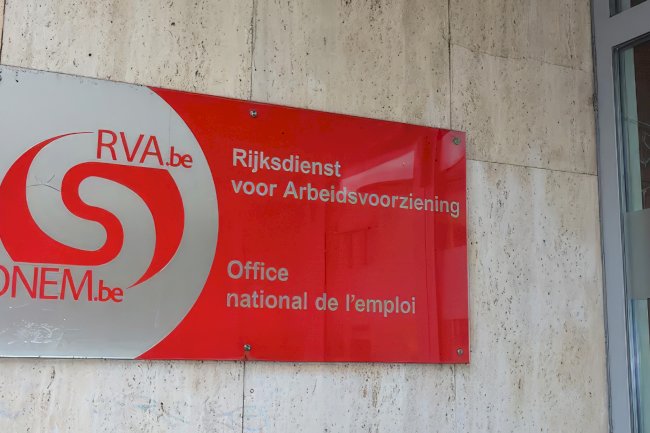 RVA.be
ONEM.be
Rijksdienst
voor Arbeidsvoorziening
Office
national de l'emploi